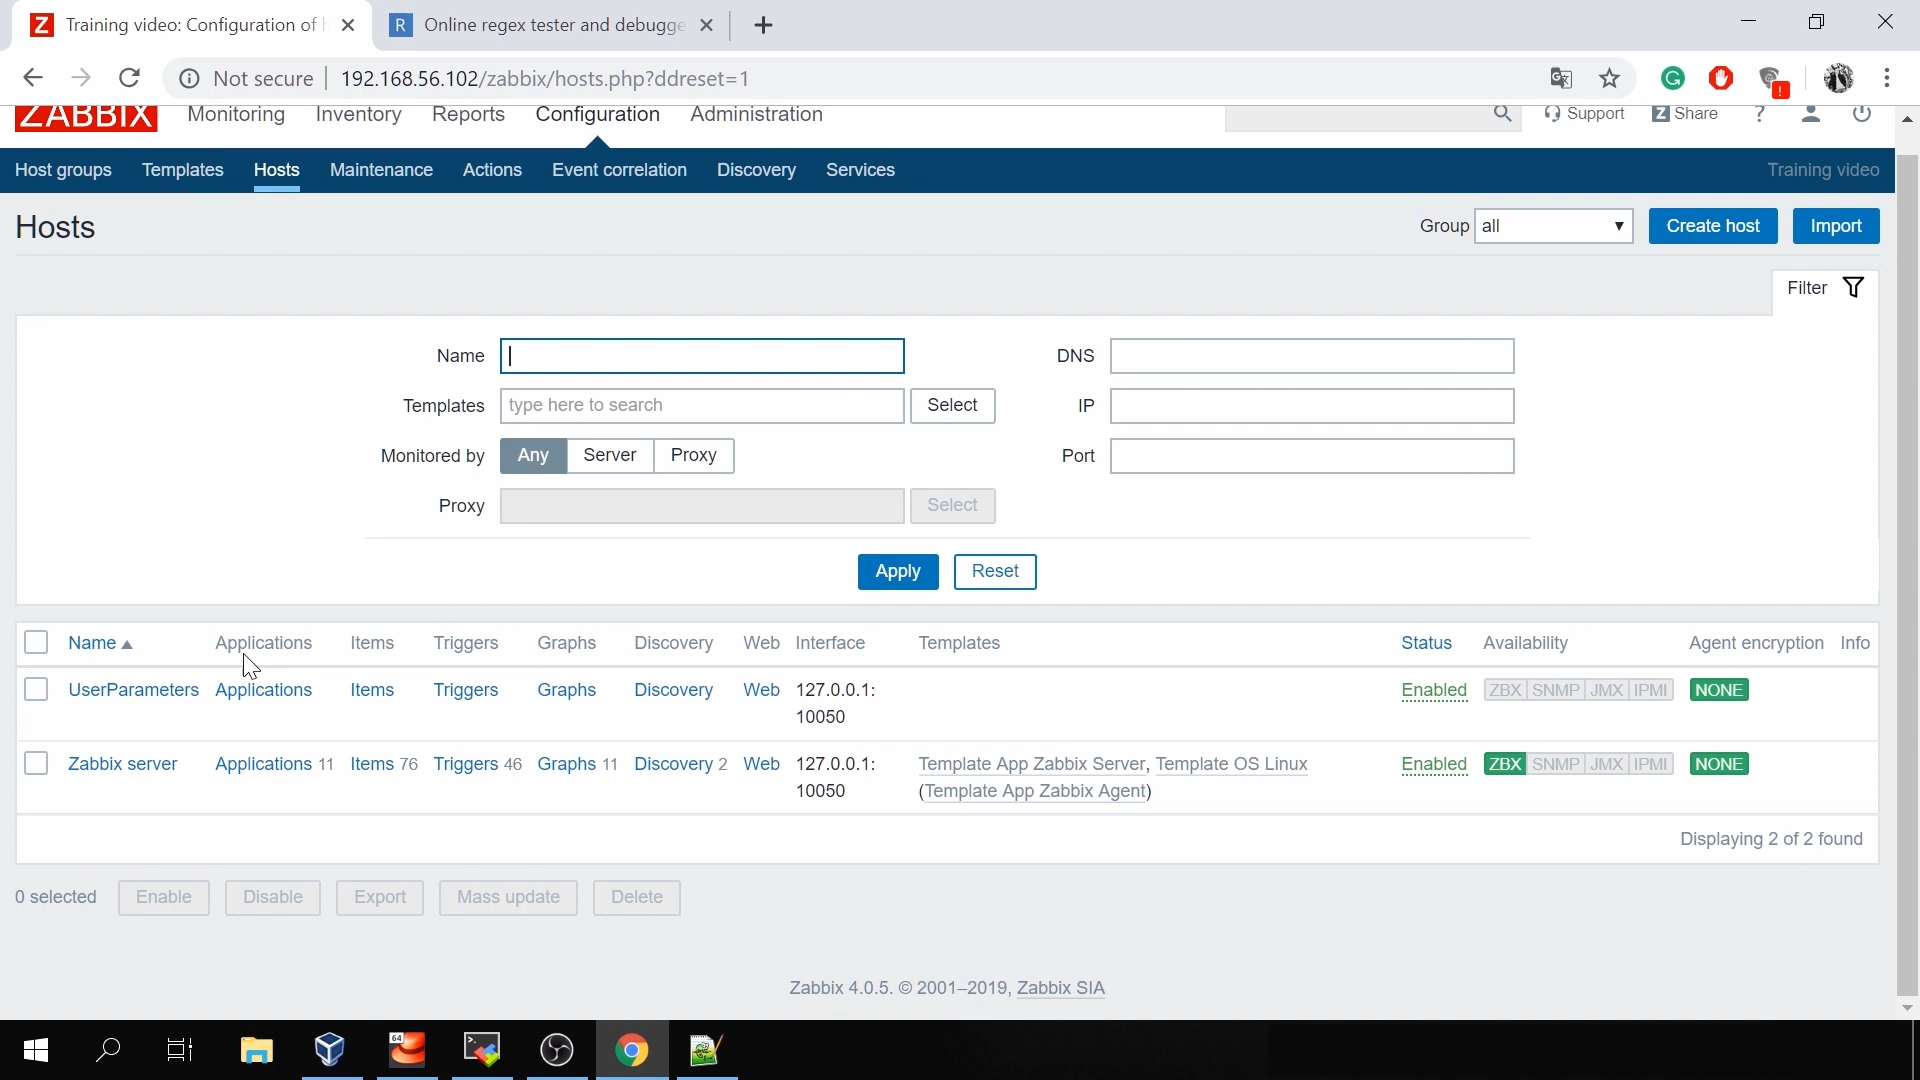 Training video: Configuration of h
Online regex tester and debugge
Not secure 192.168.56.102/zabbix/hosts.php?ddreset=1
ZABBIX Monitoring Inventory Reports Configuration Administration Support Z Share ?
Host groups Templates Hosts Maintenance Actions Event correlation Discovery Services Training video
Hosts Group all Create host Import
Filter
Name DNS
Templates type here to search Select IP
Monitored by Any Server Proxy Port
Proxy Select
Apply Reset
Name Applications Items Triggers Graphs Discovery Web Interface Templates Status Availability Agent encryption Info
UserParameters Applications Items Triggers Graphs Discovery Web 127.0.0.1: Enabled ZBX SNMP JMX IPMI NONE
10050
Zabbix server Applications 11 Items 76 Triggers 46 Graphs 11 Discovery 2 Web 127.0.0.1: Template App Zabbix Server, Template OS Linux Enabled ZBX SNMP JMX IPMI NONE
10050 (Template App Zabbix Agent)
Displaying 2 of 2 found
0 selected Enable Disable Export Mass update Delete
Zabbix 4.0.5. © 2001–2019, Zabbix SIA
64